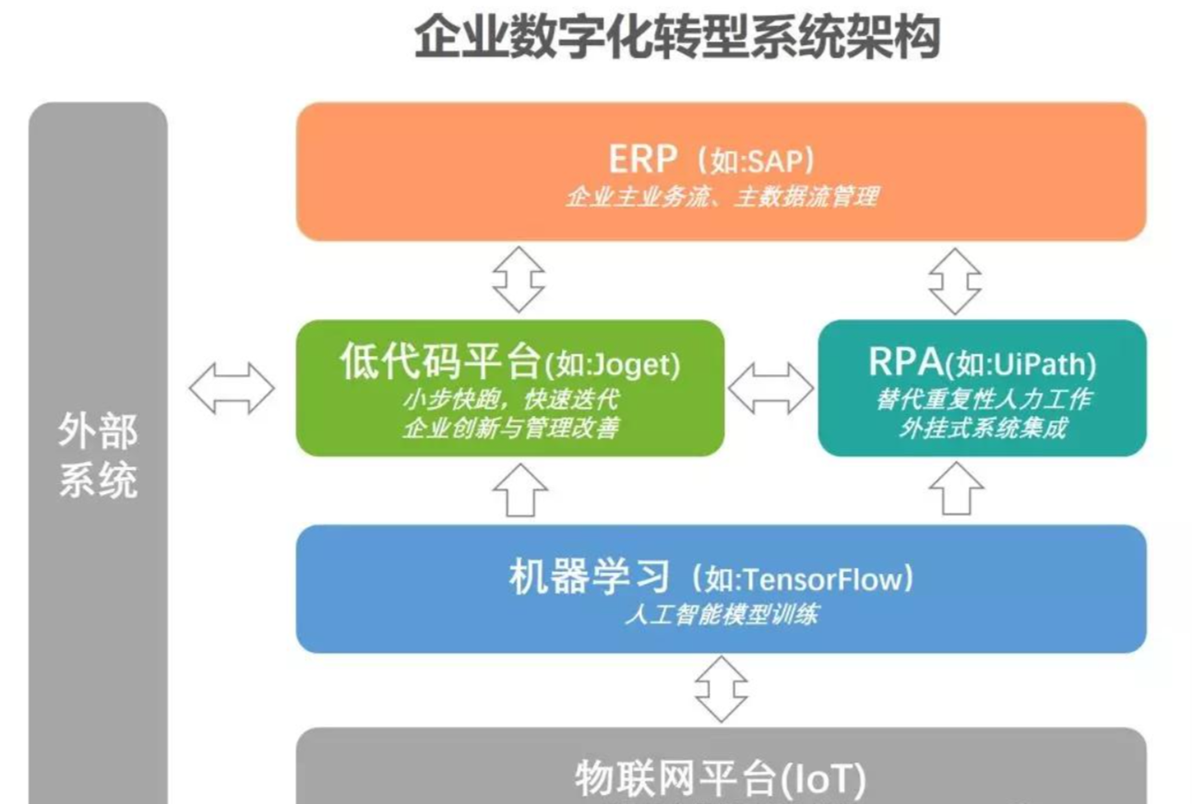 企业数字化转型系统架构
外部
系统
ERP（如:SAP）
企业主业务流、主数据流管理
低代码平台(如:Joget)
小步快跑，快速迭代
企业创新与管理改善
RPA(如:UiPath)
替代重复性人力工作
外挂式系统集成
机器学习（如:TensorFlow）
人工智能模型训练
物联网平台(IoT)